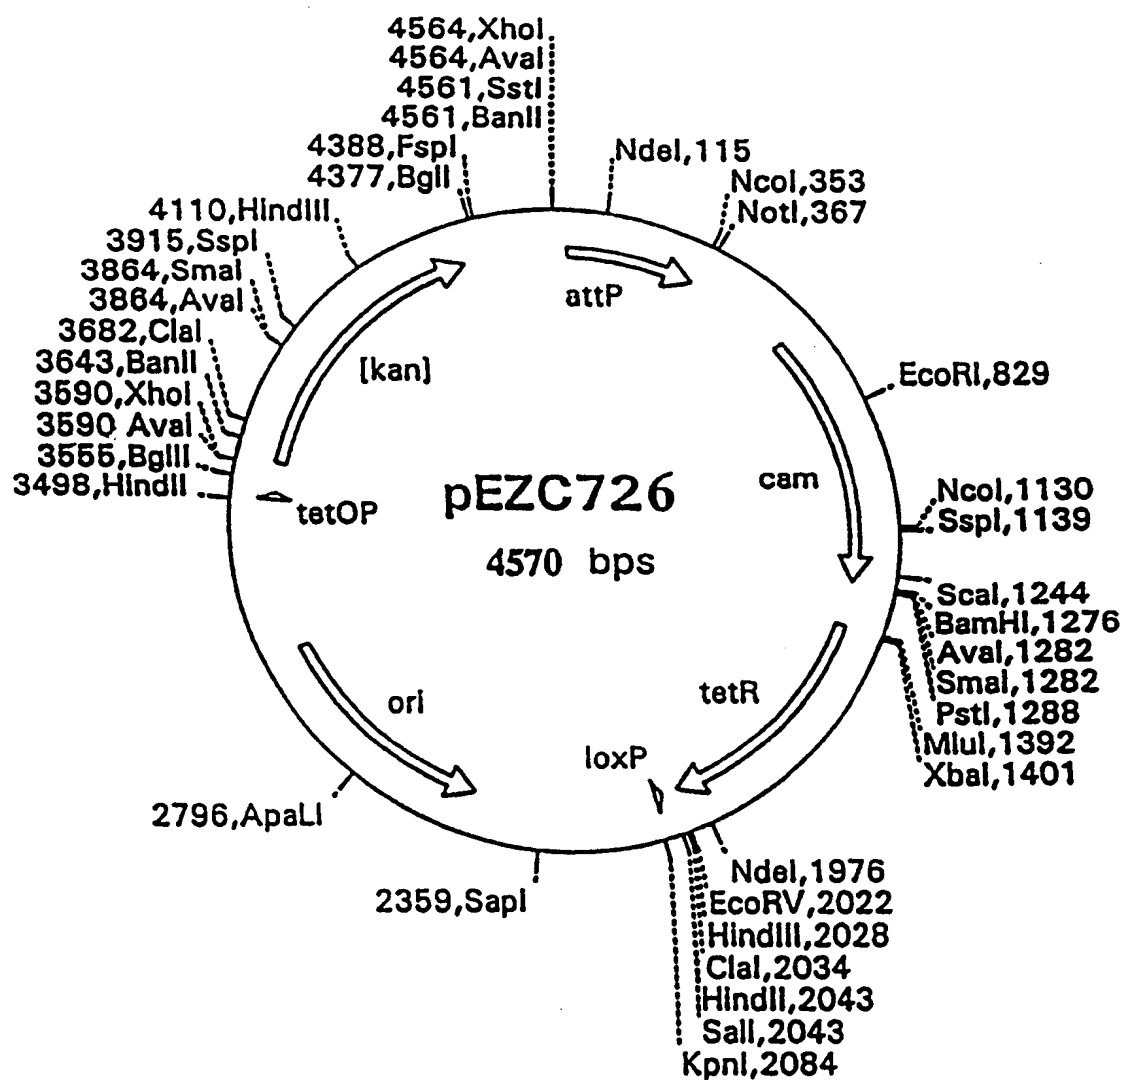 4564,XhoI
4564,AvaI
4561,SstI
4561,BanII
4388,FspI
4377,BglI
4110,HindIII
3915,SspI
3864,SmaI
3864,AvaI
3682,ClaI
3643,BanII
3590,XhoI
3590 AvaI
3555,BglII
3498,HindII
NdeI,115
NcoI,353
NotI,367
attP
[kan]
EcoRI,829
cam
pEZC726
4570 bps
tetOP
NcoI,1130
SspI,1139
ScaI,1244
BamHI,1276
AvaI,1282
SmaI,1282
PstI,1288
MluI,1392
XbaI,1401
tetR
ori
loxP
2796,ApaLI
2359,SapI
NdeI,1976
EcoRV,2022
HindIII,2028
ClaI,2034
HindII,2043
SalI,2043
KpnI,2084